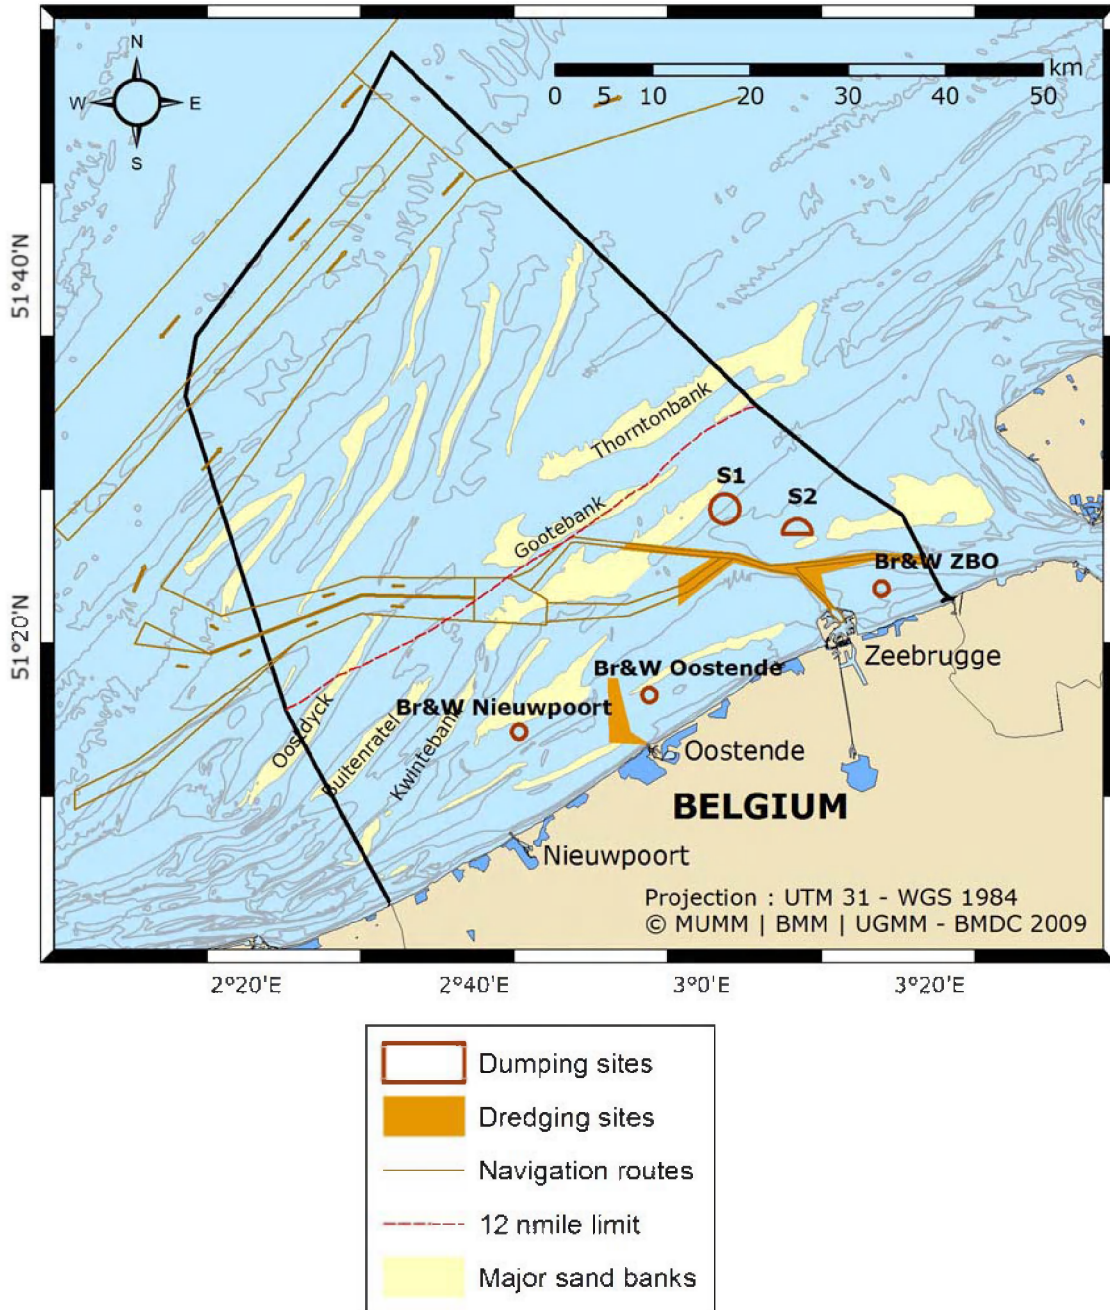 N
W E
S
km
0 5 10 20 30 40 50
51°40'N
51°20'N
Thorntonbank
S1
S2
Gootebank
Br&W ZBO
Zeebrugge
Br&W Oostende
Br&W Nieuwpoort
Oostdyck
Buitenratel
Kwintebank
Oostende
BELGIUM
Nieuwpoort
Projection : UTM 31 - WGS 1984
© MUMM | BMM | UGMM - BMDC 2009
2°20'E 2°40'E 3°0'E 3°20'E
Dumping sites
Dredging sites
Navigation routes
12 nmile limit
Major sand banks